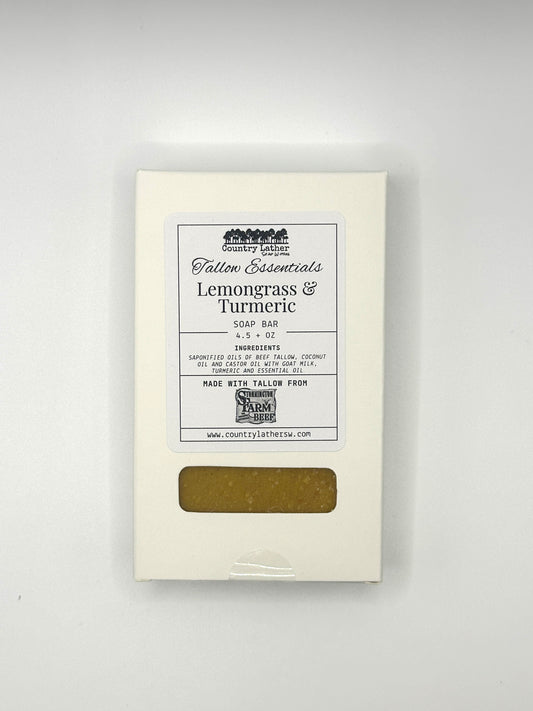 Country Lather
Soap Works
Tallow Essentials
Lemongrass &
Turmeric
SOAP BAR
4.5 + OZ
INGREDIENTS
SAPONIFIED OILS OF BEEF TALLOW, COCONUT
OIL AND CASTOR OIL WITH GOAT MILK,
TURMERIC AND ESSENTIAL OIL
MADE WITH TALLOW FROM
FARM
BEEF
www.countrylathersw.com